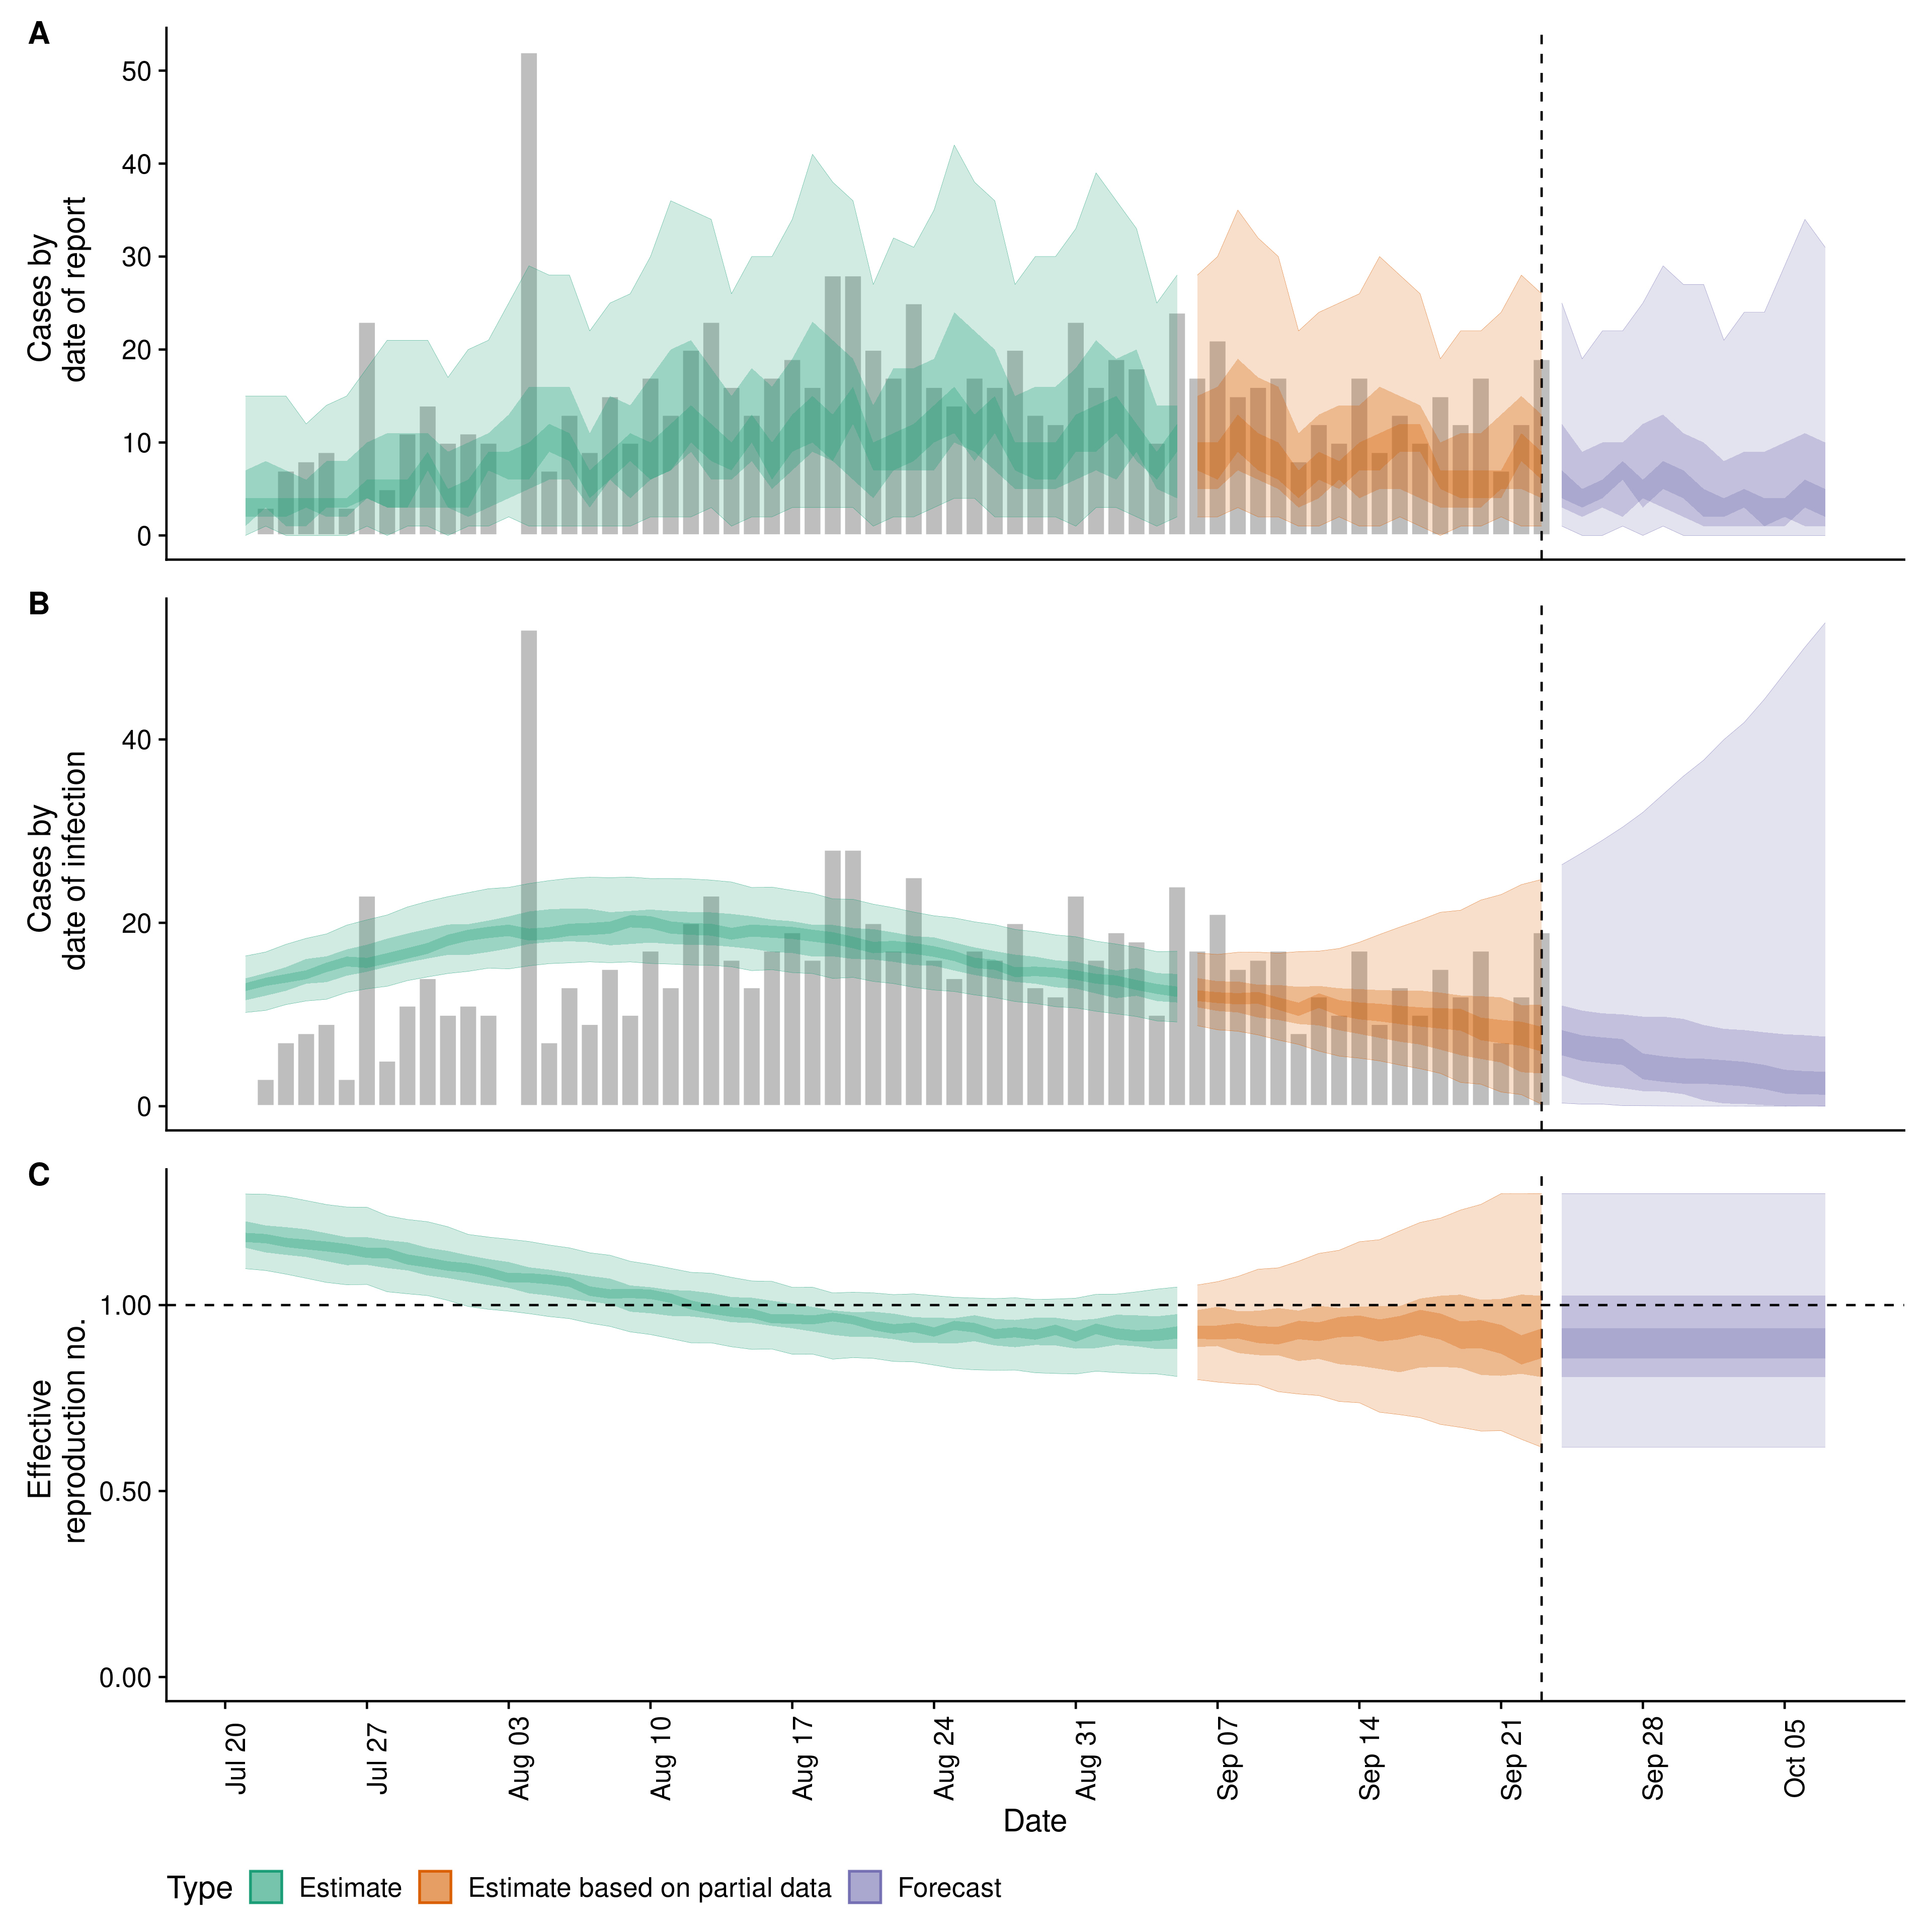 A
Cases by
date of report
50
40
30
20
10
0
B
Cases by
date of infection
40
20
0
C
Effective
reproduction no.
1.00
0.50
0.00
Jul 20
Jul 27
Aug 03
Aug 10
Aug 17
Aug 24
Aug 31
Sep 07
Sep 14
Sep 21
Sep 28
Oct 05
Date
Type Estimate Estimate based on partial data Forecast